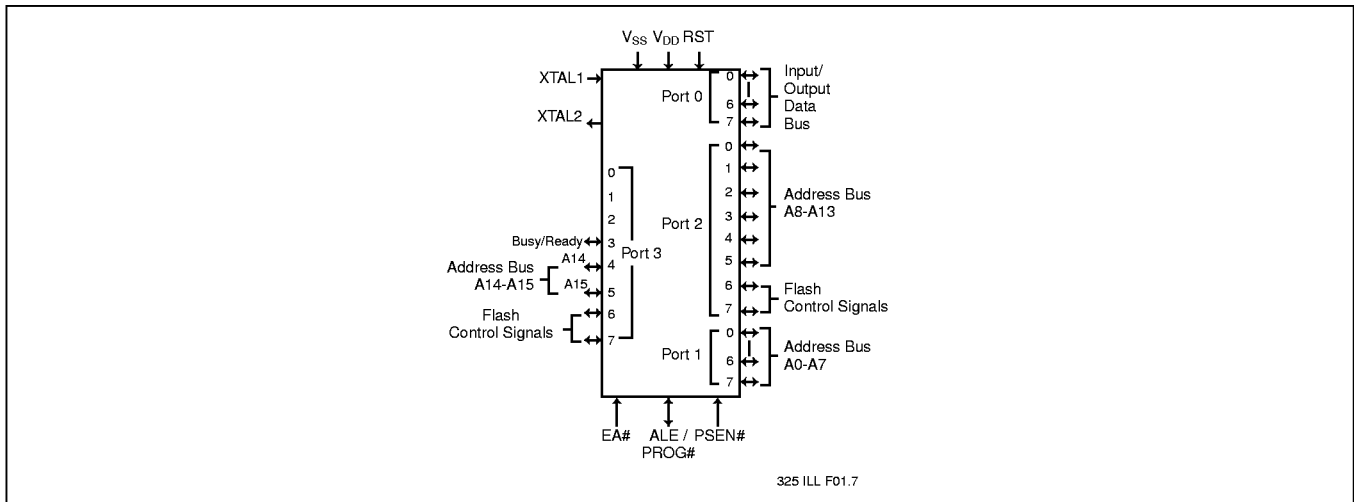 VSS VDD RST
XTAL1
XTAL2
Port 0
0
6
7
Input/
Output
Data
Bus
Port 2
0
1
2
3
4
5
6
7
Address Bus
A8-A13
Flash
Control Signals
Port 3
0
1
2
3
4
5
6
7
Busy/Ready
A14
A15
Address Bus
A14-A15
Flash
Control Signals
Port 1
0
6
7
Address Bus
A0-A7
EA#
ALE /
PROG#
PSEN#
325 ILL F01.7